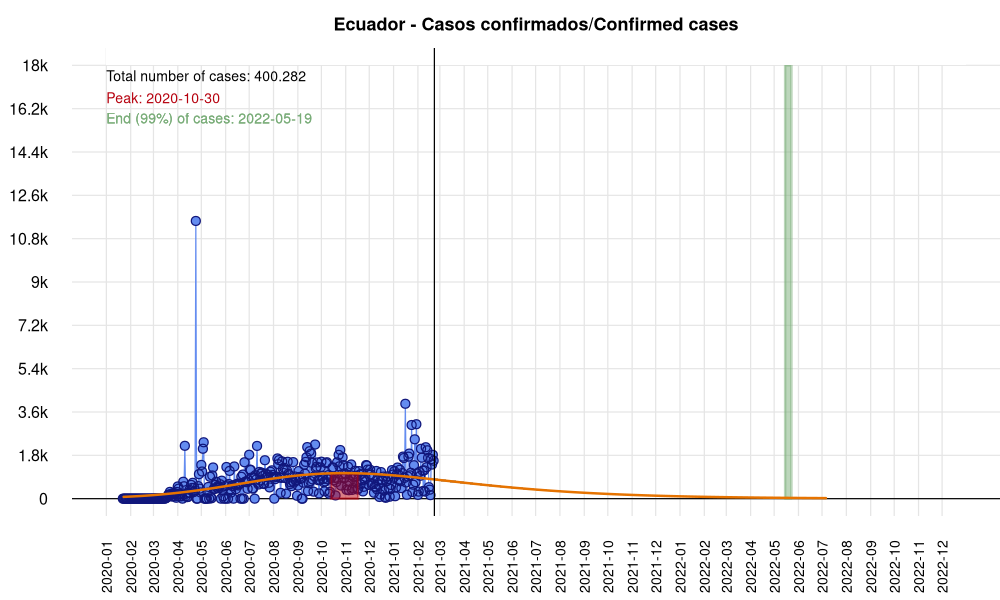 Ecuador - Casos confirmados/Confirmed cases
18k
Total number of cases: 400.282
Peak: 2020-10-30
16.2k
End (99%) of cases: 2022-05-19
14.4k
12.6k
10.8k
9k
7.2k
5.4k
3.6k
1.8k
0
2020-01
2020-02
2020-03
2020-04
2020-05
2020-06
2020-07
2020-08
2020-09
2020-10
2020-11
2020-12
2021-01
2021-02
2021-03
2021-04
2021-05
2021-06
2021-07
2021-08
2021-09
2021-10
2021-11
2021-12
2022-01
2022-02
2022-03
2022-04
2022-05
2022-06
2022-07
2022-08
2022-09
2022-10
2022-11
2022-12